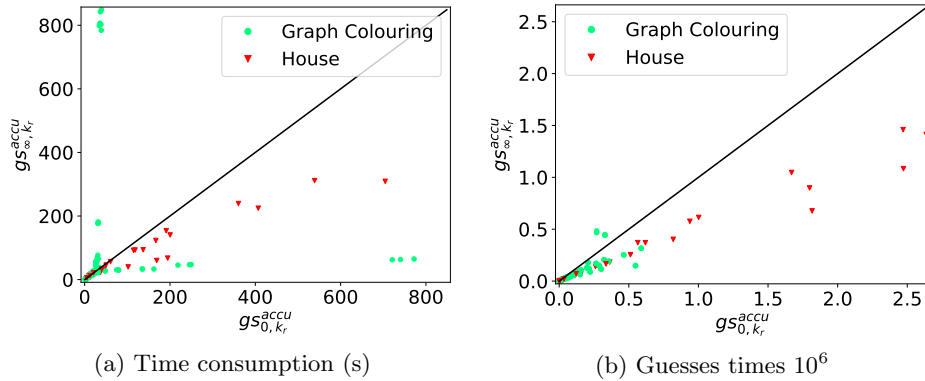 800
600
400
200
0
$gs^{accu}_{\infty, k_r}$
Graph Colouring
House
0
200
400
600
800
$gs^{accu}_{0, k_r}$
(a) Time consumption (s)
2.5
2.0
1.5
1.0
0.5
0.0
$gs^{accu}_{\infty, k_r}$
Graph Colouring
House
0.0
0.5
1.0
1.5
2.0
2.5
$gs^{accu}_{0, k_r}$
(b) Guesses times $10^6$